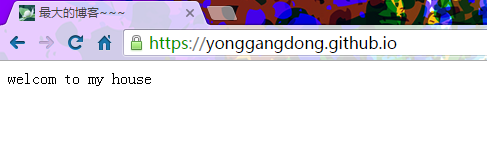 最大的博客~~~
https://yonggangdong.github.io
welcom to my house